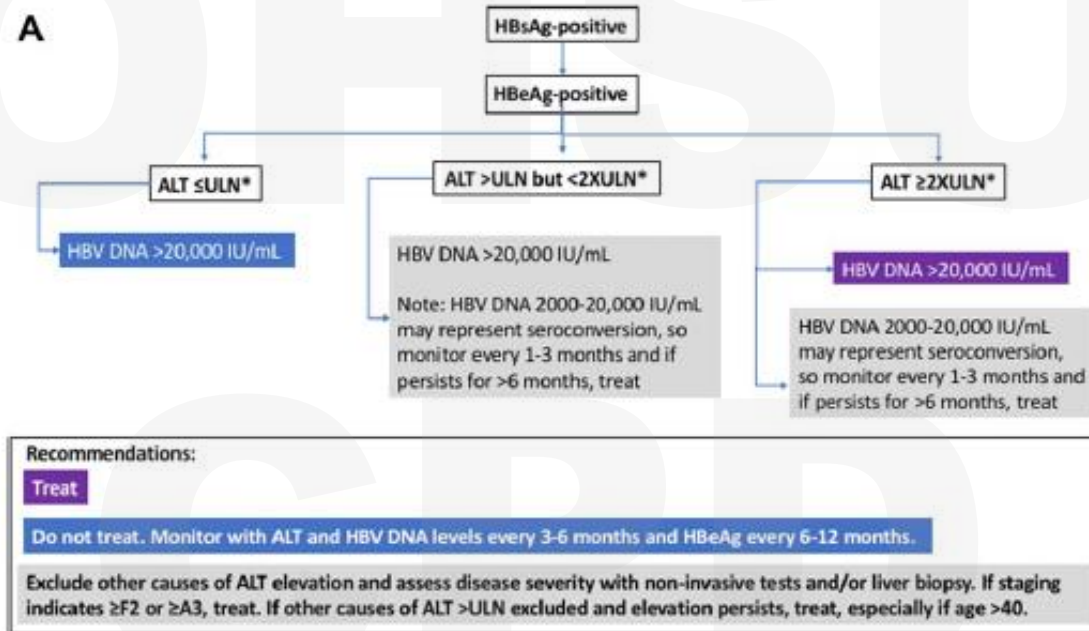 A
HBsAg-positive
HBeAg-positive
ALT ≤ULN*
ALT >ULN but <2XULN*
ALT ≥2XULN*
HBV DNA >20,000 IU/mL
HBV DNA >20,000 IU/mL
Note: HBV DNA 2000-20,000 IU/mL
may represent seroconversion, so
monitor every 1-3 months and if
persists for >6 months, treat
HBV DNA >20,000 IU/mL
HBV DNA 2000-20,000 IU/mL
may represent seroconversion,
so monitor every 1-3 months and
if persists for >6 months, treat
Recommendations:
Treat
Do not treat. Monitor with ALT and HBV DNA levels every 3-6 months and HBeAg every 6-12 months.
Exclude other causes of ALT elevation and assess disease severity with non-invasive tests and/or liver biopsy. If staging
indicates ≥F2 or ≥A3, treat. If other causes of ALT >ULN excluded and elevation persists, treat, especially if age >40.
OHSU